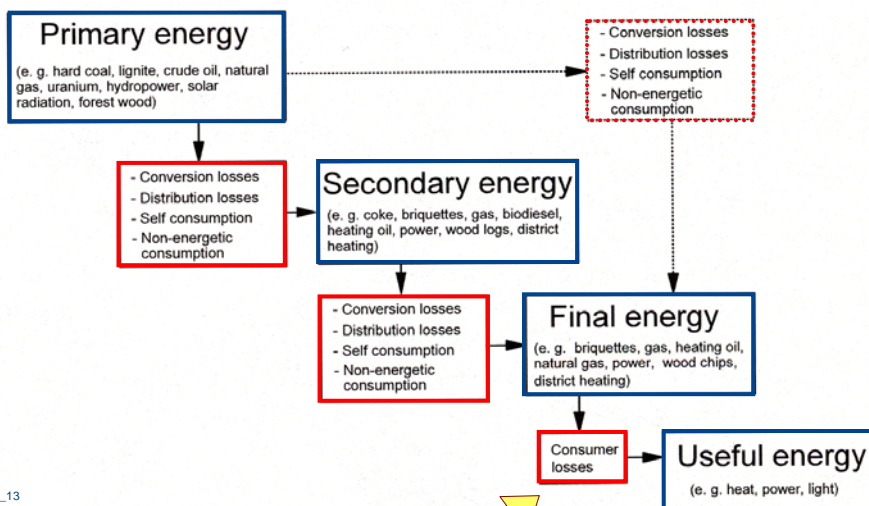 Primary energy
(e. g. hard coal, lignite, crude oil, natural
gas, uranium, hydropower, solar
radiation, forest wood)
- Conversion losses
- Distribution losses
- Self consumption
- Non-energetic
consumption
- Conversion losses
- Distribution losses
- Self consumption
- Non-energetic
consumption
Secondary energy
(e. g. coke, briquettes, gas, biodiesel,
heating oil, power, wood logs, district
heating)
- Conversion losses
- Distribution losses
- Self consumption
- Non-energetic
consumption
Final energy
(e. g. briquettes, gas, heating oil,
natural gas, power, wood chips,
district heating)
Consumer
losses
Useful energy
(e. g. heat, power, light)
_13